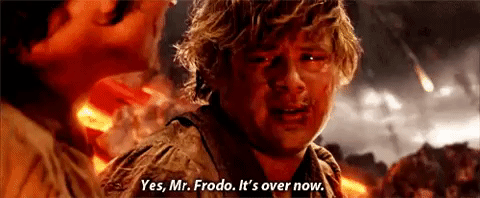 Yes, Mr. Frodo. It's over now.